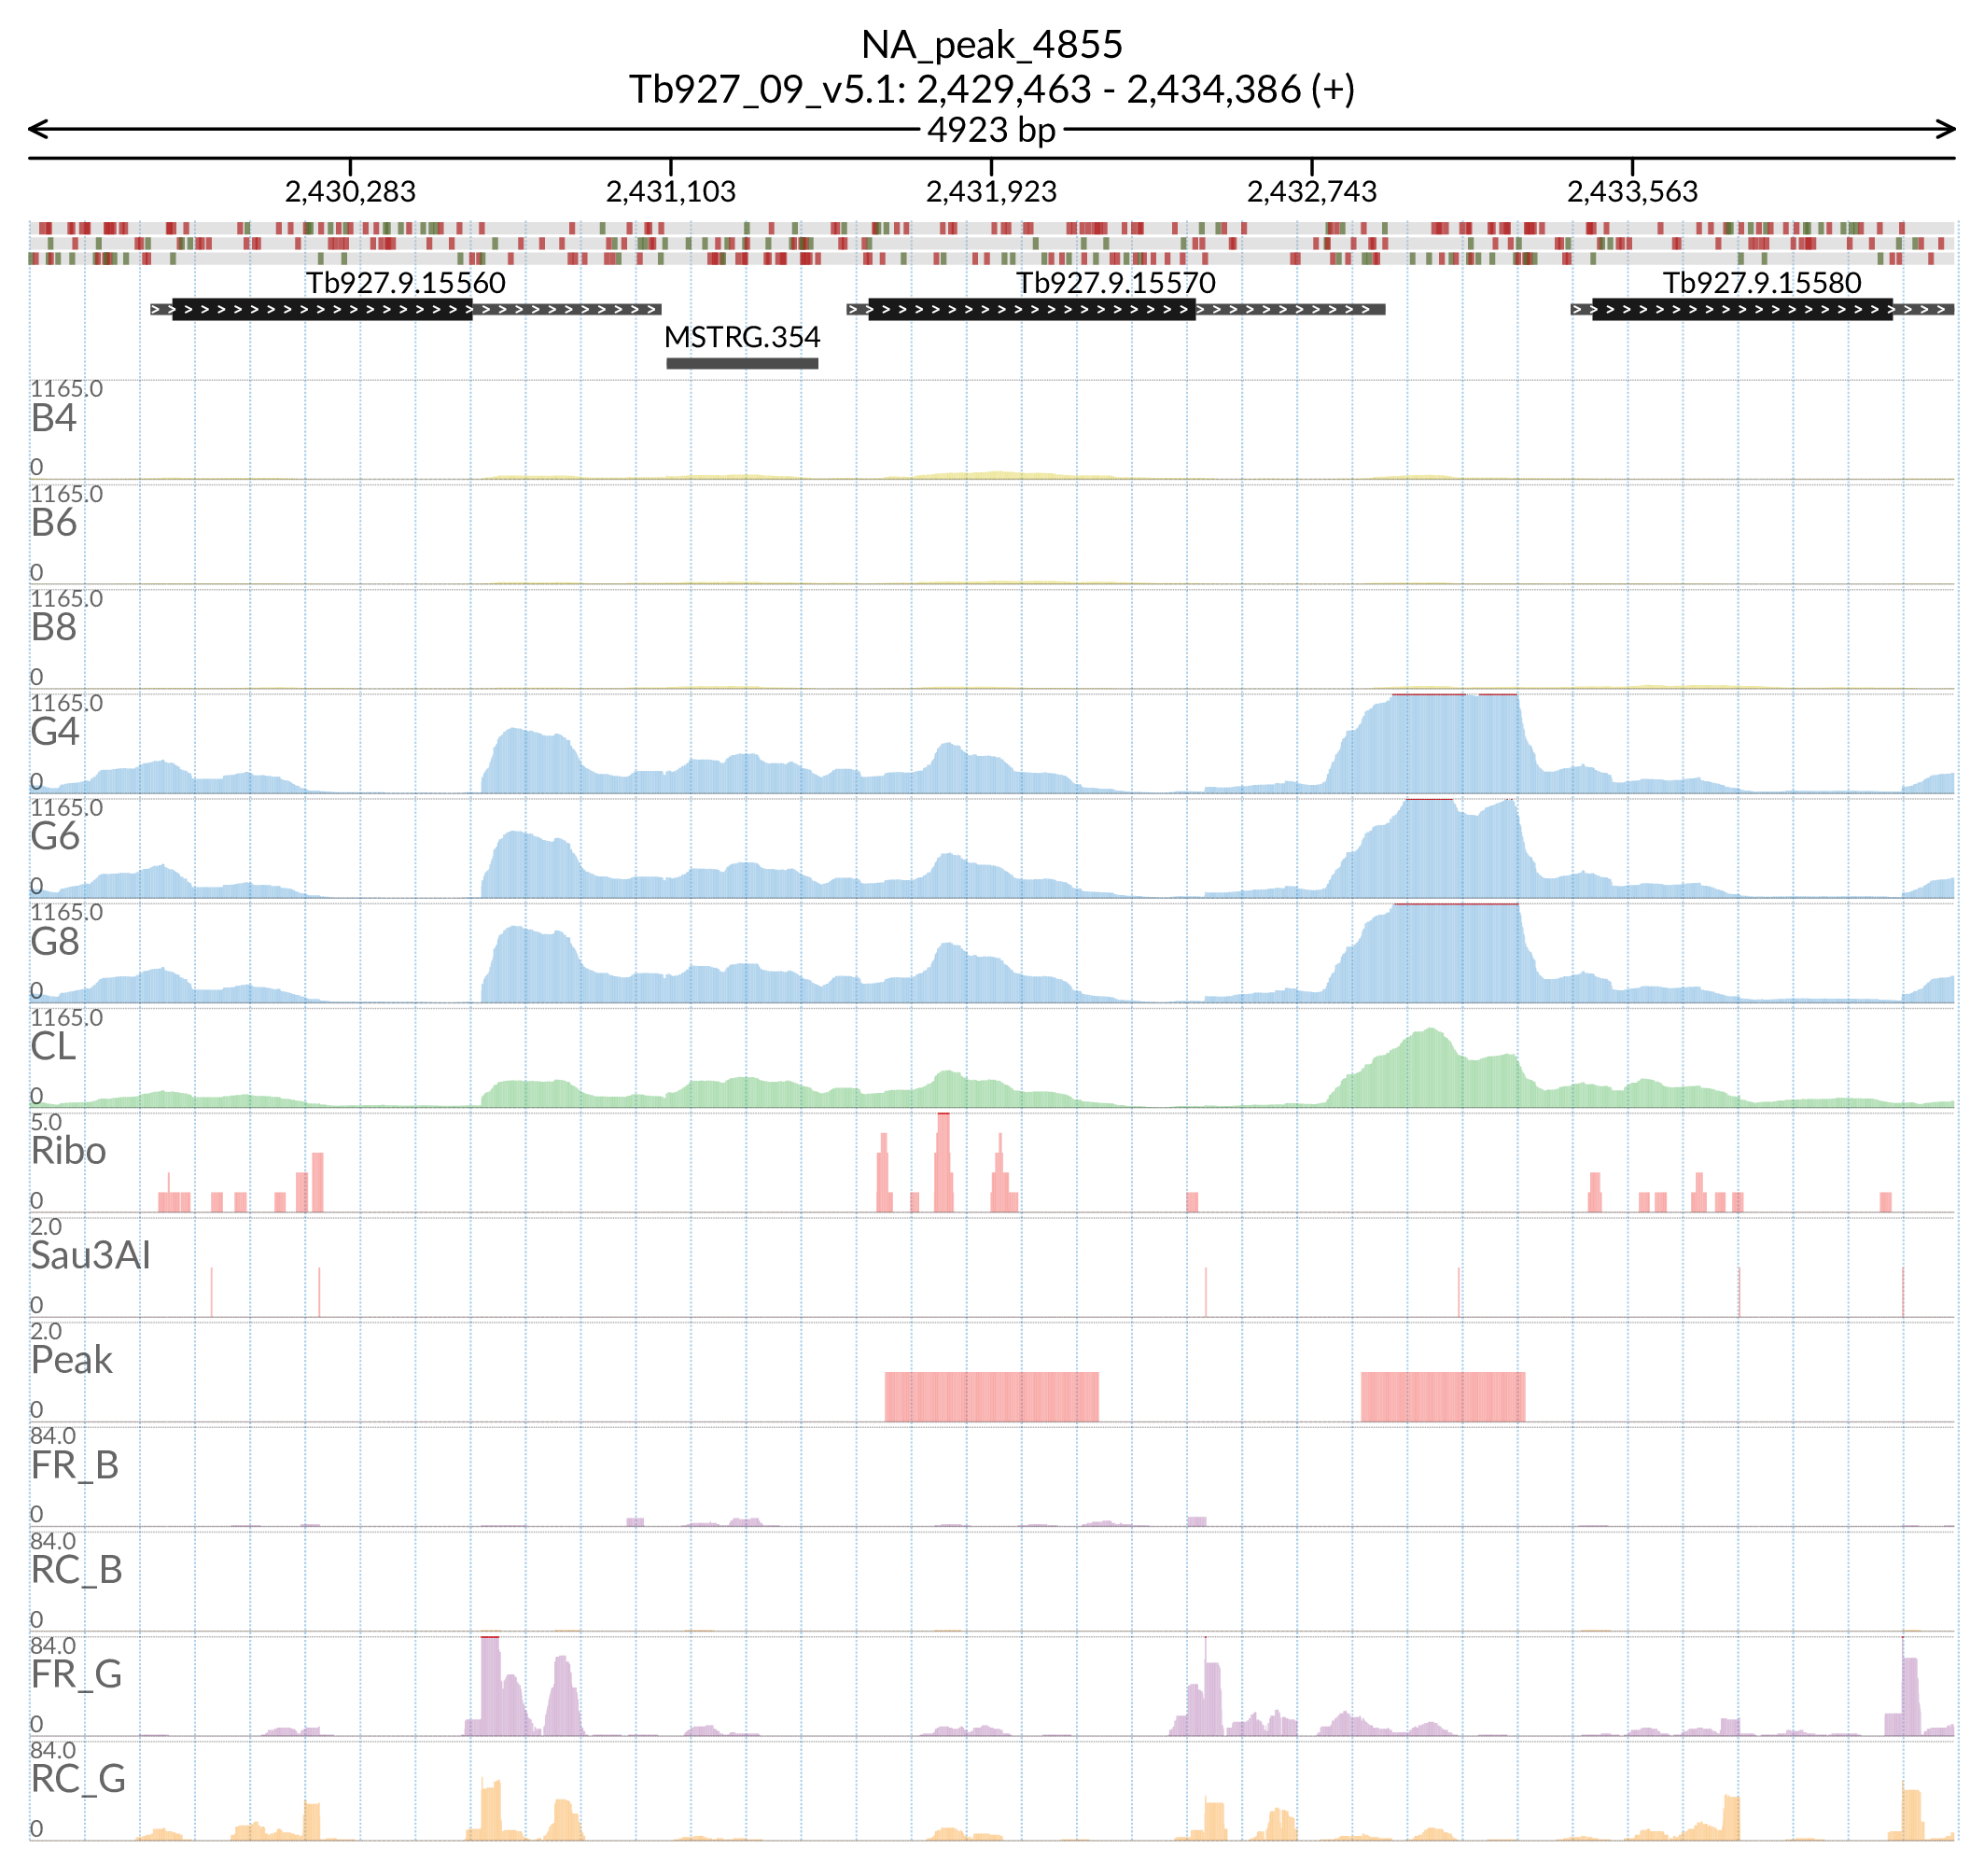 NA_peak_4855
Tb927_09_v5.1: 2,429,463 - 2,434,386 (+)
4923 bp
2,430,283 2,431,103 2,431,923 2,432,743 2,433,563
Tb927.9.15560 Tb927.9.15570 Tb927.9.15580
MSTRG.354
1165.0
B4
0
1165.0
B6
0
1165.0
B8
0
1165.0
G4
0
1165.0
G6
0
1165.0
G8
0
1165.0
CL
0
5.0
Ribo
0
2.0
Sau3AI
0
2.0
Peak
0
84.0
FR_B
0
84.0
RC_B
0
84.0
FR_G
0
84.0
RC_G
0